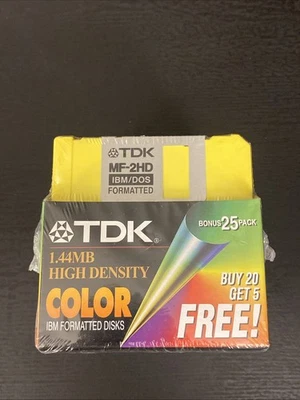 TDK
MF-2HD
IBM/DOS
FORMATTED
TDK®
BONUS 25 PACK
1.44MB
HIGH DENSITY
BUY 20
GET 5
FREE!
COLOR
IBM FORMATTED DISKS